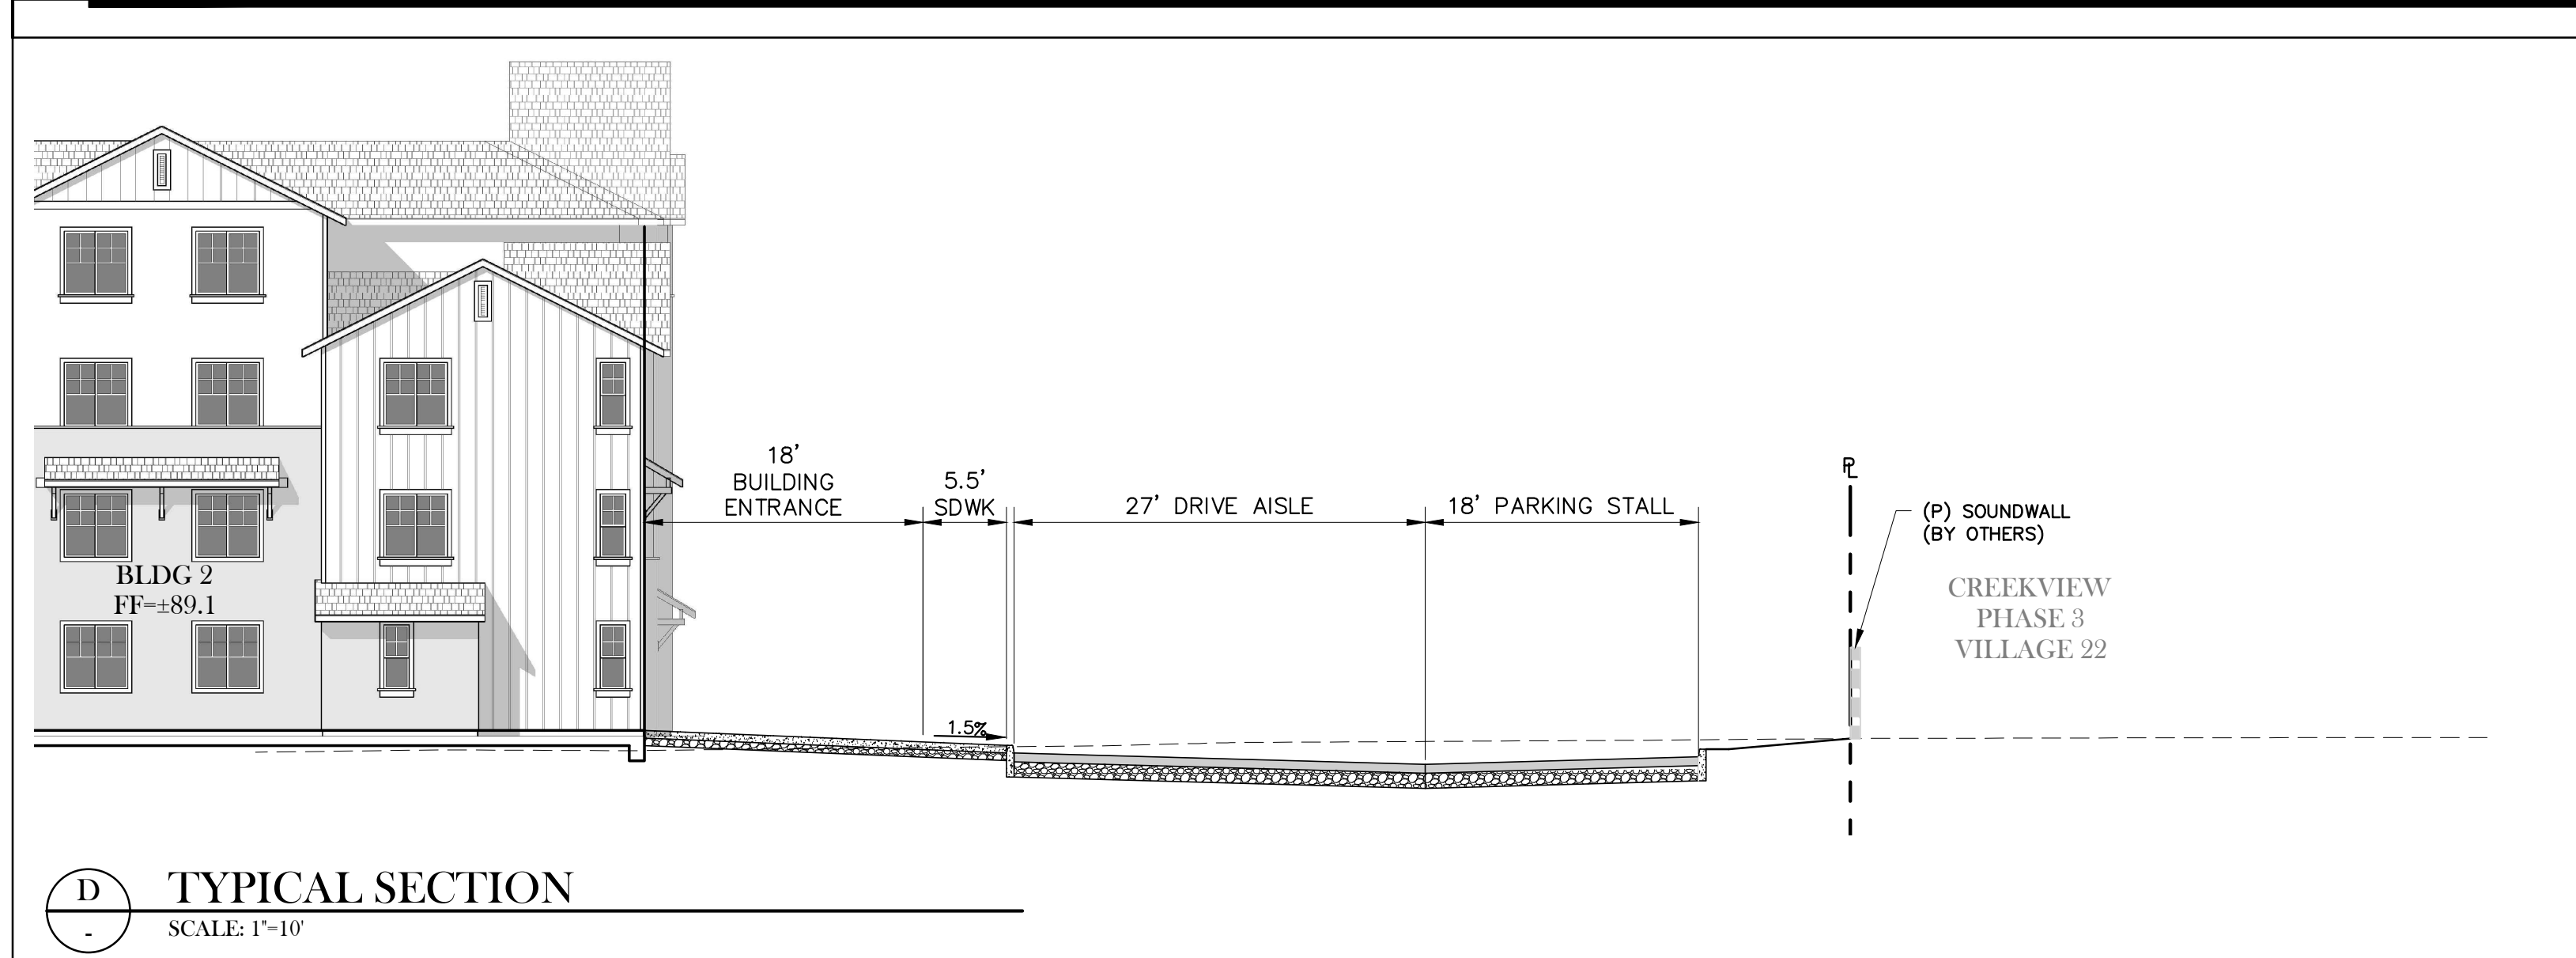 18'
BUILDING
ENTRANCE
5.5'
SDWK
27' DRIVE AISLE
18' PARKING STALL
PL
(P) SOUNDWALL
(BY OTHERS)
CREEKVIEW
PHASE 3
VILLAGE 22
BLDG 2
FF=±89.1
1.5%
D
-
TYPICAL SECTION
SCALE: 1"=10'